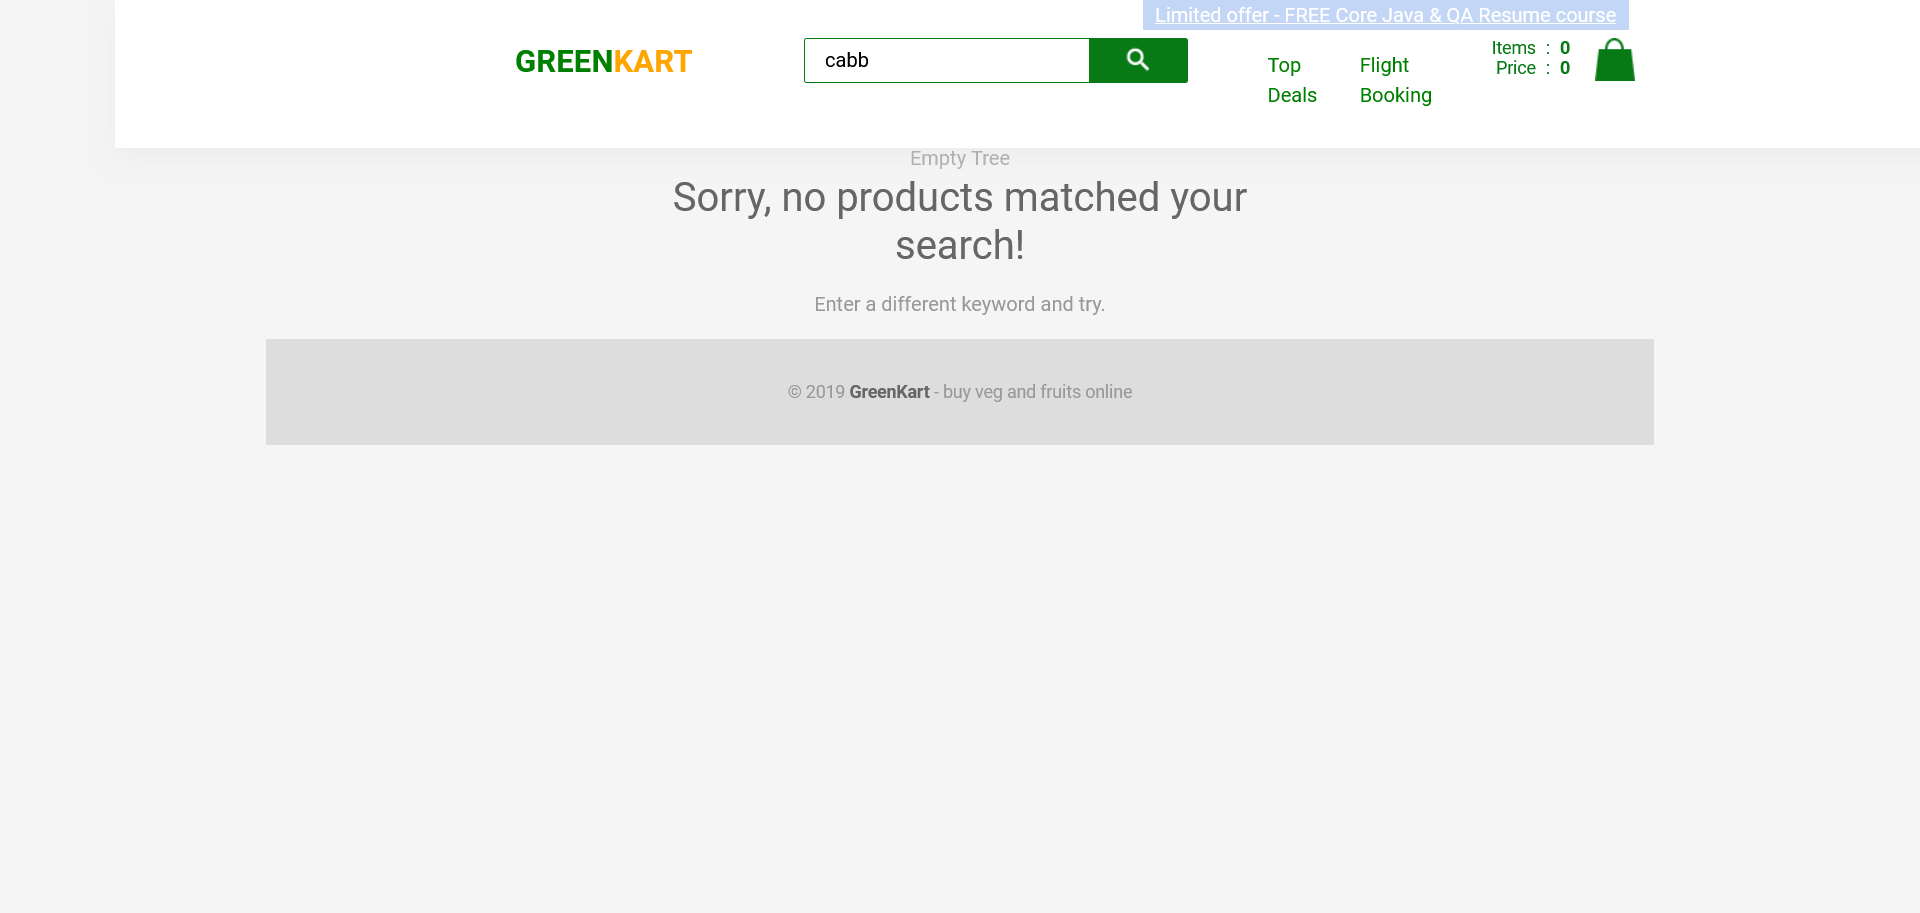 Limited offer - FREE Core Java & QA Resume course
GREENKART
cabb
Top Deals
Flight Booking
Items : 0
Price : 0
Empty Tree
Sorry, no products matched your
search!
Enter a different keyword and try.
© 2019 GreenKart - buy veg and fruits online